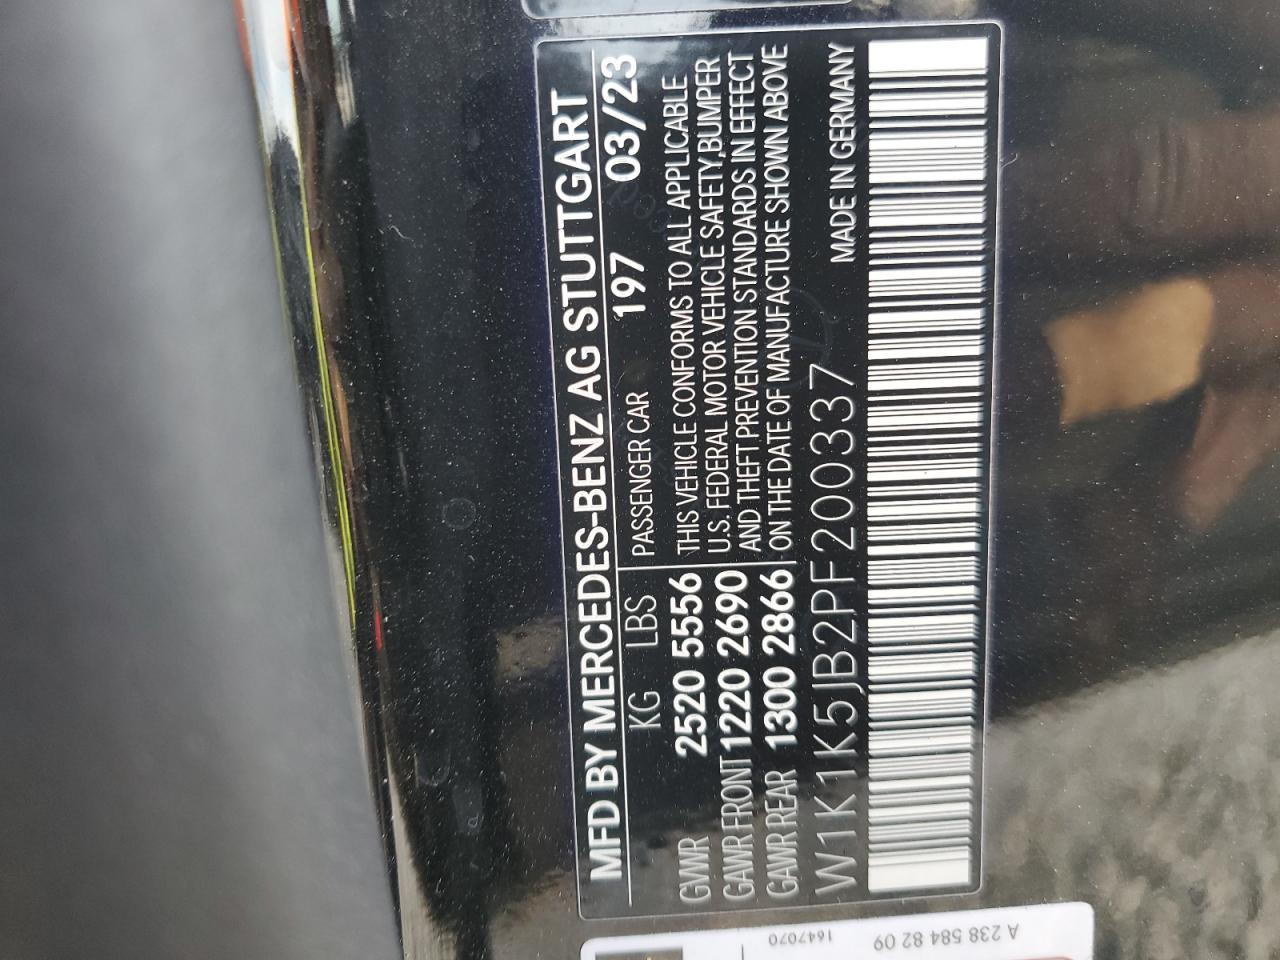 MFD BY MERCEDES-BENZ AG STUTTGART
KG LBS PASSENGER CAR 197 03/23
GVWR 2520 5556 THIS VEHICLE CONFORMS TO ALL APPLICABLE
GAWR FRONT 1220 2690 U.S. FEDERAL MOTOR VEHICLE SAFETY,BUMPER
GAWR REAR 1300 2866 AND THEFT PREVENTION STANDARDS IN EFFECT
ON THE DATE OF MANUFACTURE SHOWN ABOVE
W1K1K5JB2PF200337 MADE IN GERMANY
A 238 584 82 09
1647070